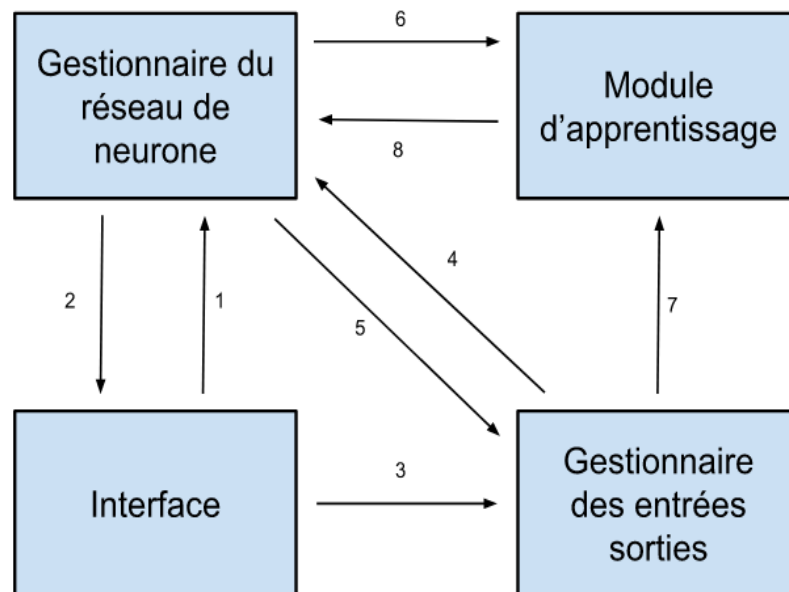 6
Gestionnaire du
réseau de
neurone
Module
d'apprentissage
8
4
2
1
5
7
Interface
3
Gestionnaire
des entrées
sorties